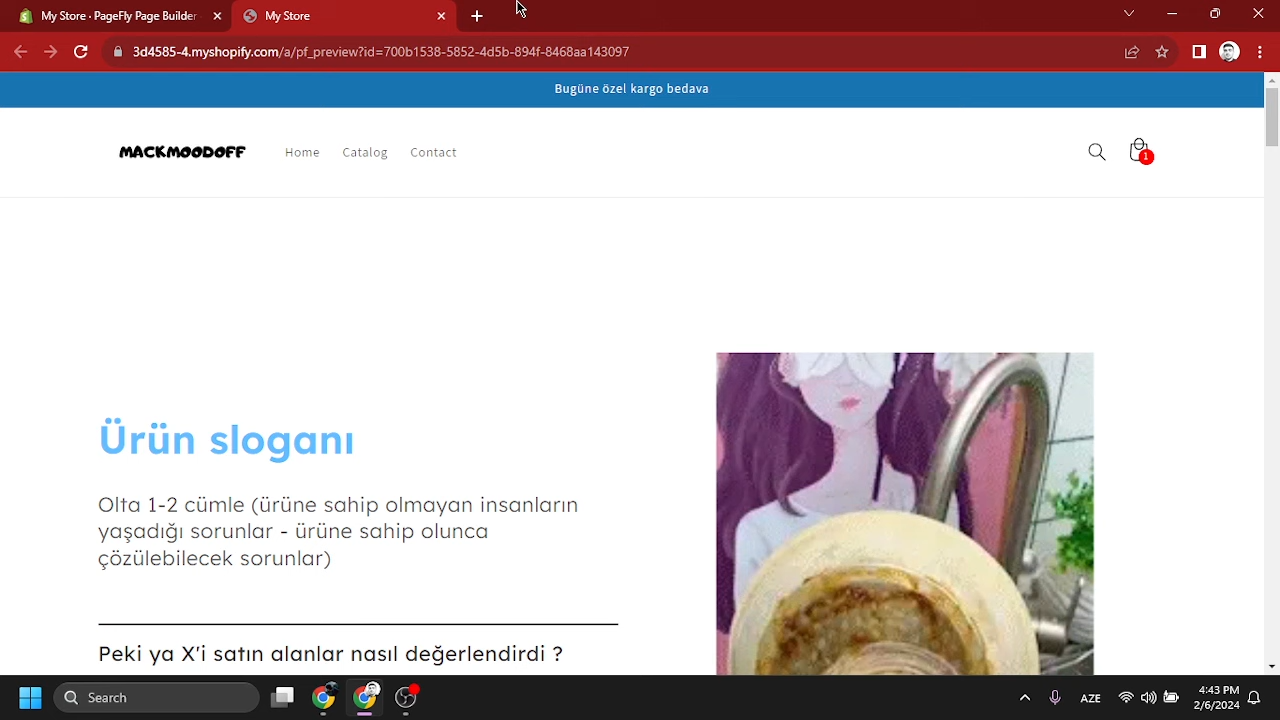 My Store · PageFly Page Builder
My Store
3d4585-4.myshopify.com/a/pf_preview?id=700b1538-5852-4d5b-894f-8468aa143097
Bugüne özel kargo bedava
MACKMOODOFF
Home
Catalog
Contact
1
Ürün sloganı
Olta 1-2 cümle (ürüne sahip olmayan insanların
yaşadığı sorunlar - ürüne sahip olunca
çözülebilecek sorunlar)
Peki ya X'i satın alanlar nasıl değerlendirdi ?
Search
AZE
4:43 PM
2/6/2024